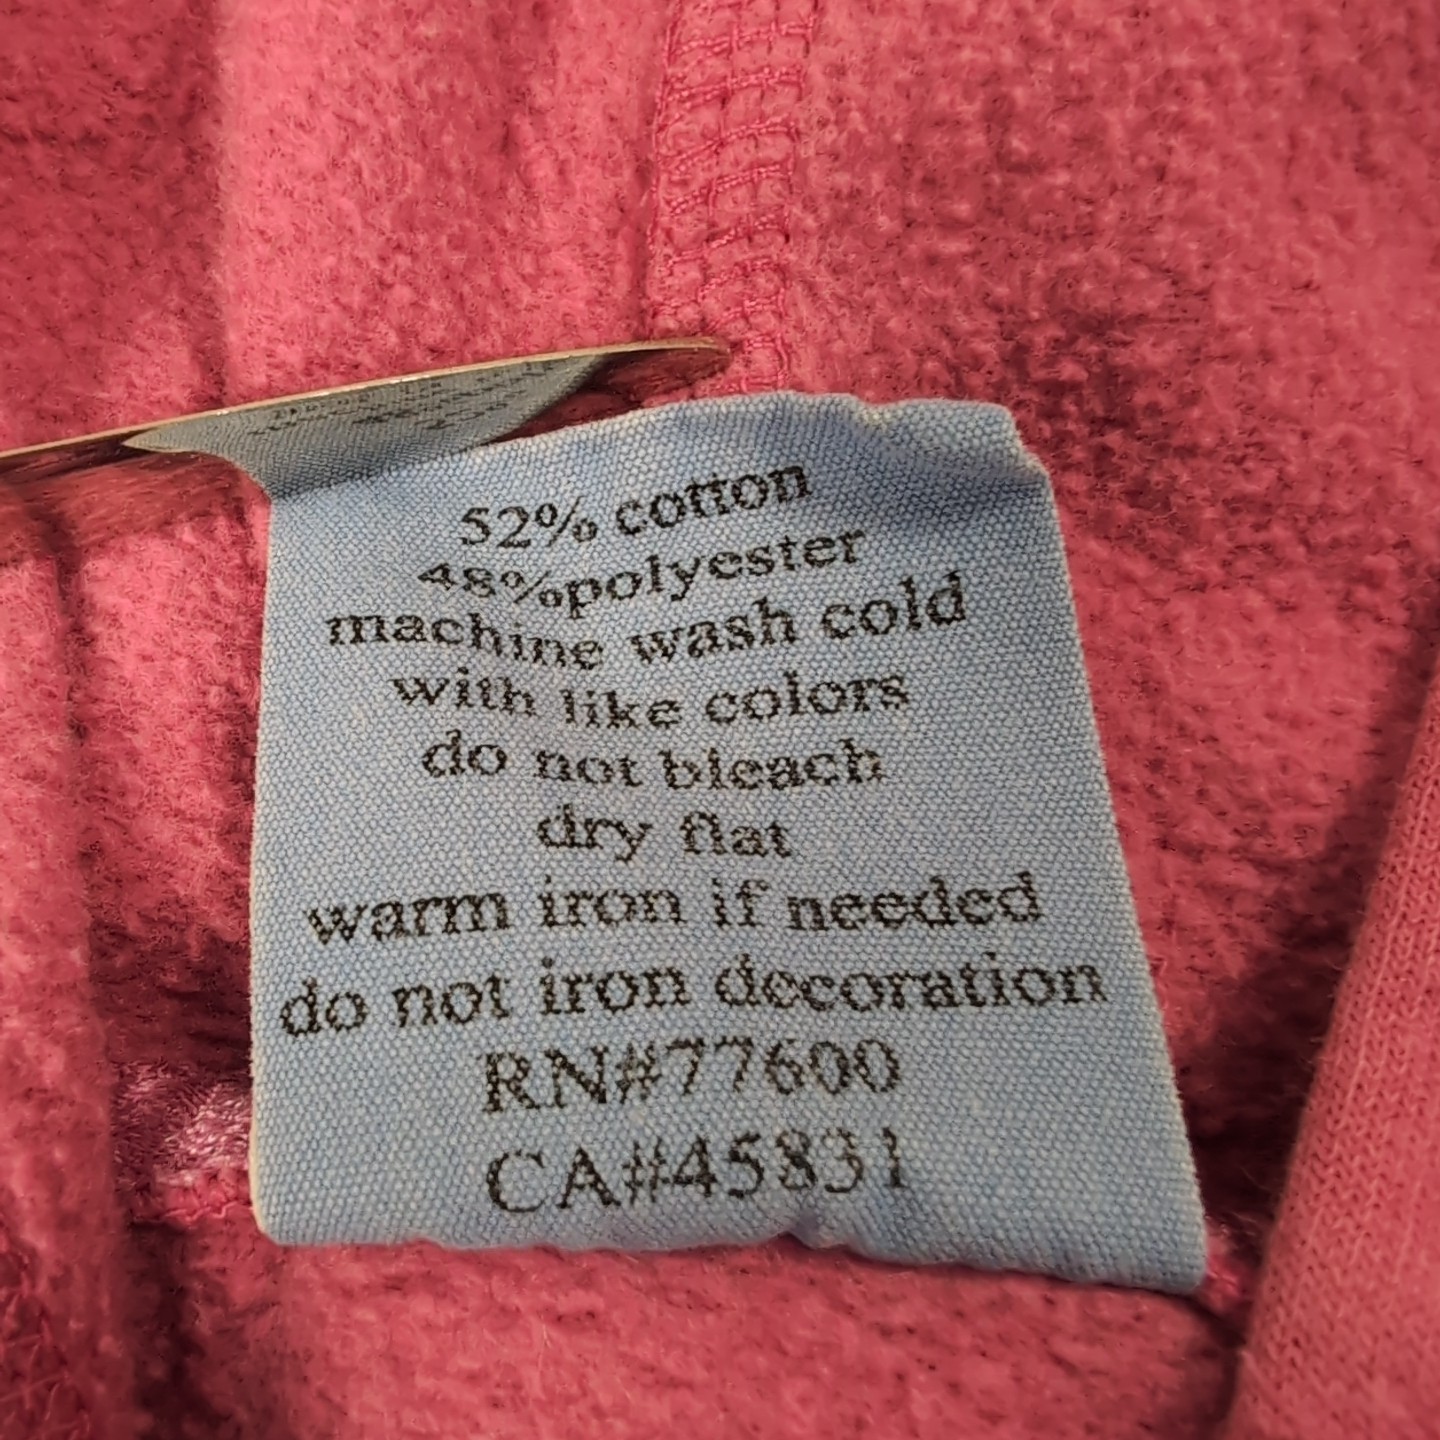 52% cotton
48%polyester
machine wash cold
with like colors
do not bleach
dry flat
warm iron if needed
do not iron decoration
RN#77600
CA#45831